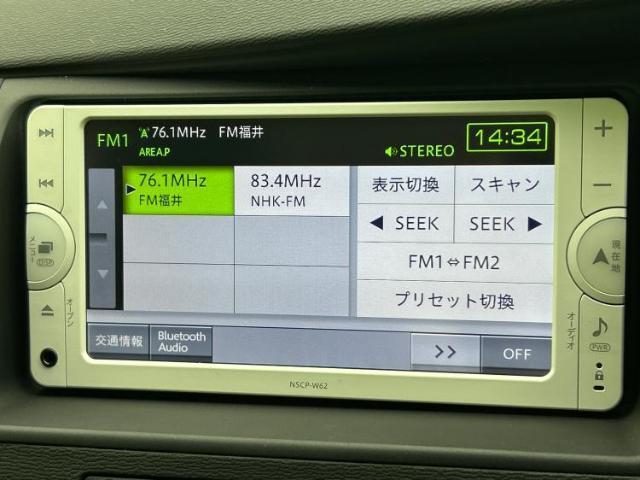 FM1 76.1MHz FM福井
AREA.P
STEREO
14:34
76.1MHz
FM福井
83.4MHz
NHK-FM
表示切換
スキャン
◀ SEEK
SEEK ▶
FM1⇔FM2
プリセット切換
交通情報
Bluetooth
Audio
>>
OFF
メニュー
DISP
オープン
現在地
オーディオ
PWR
NSCP-W62